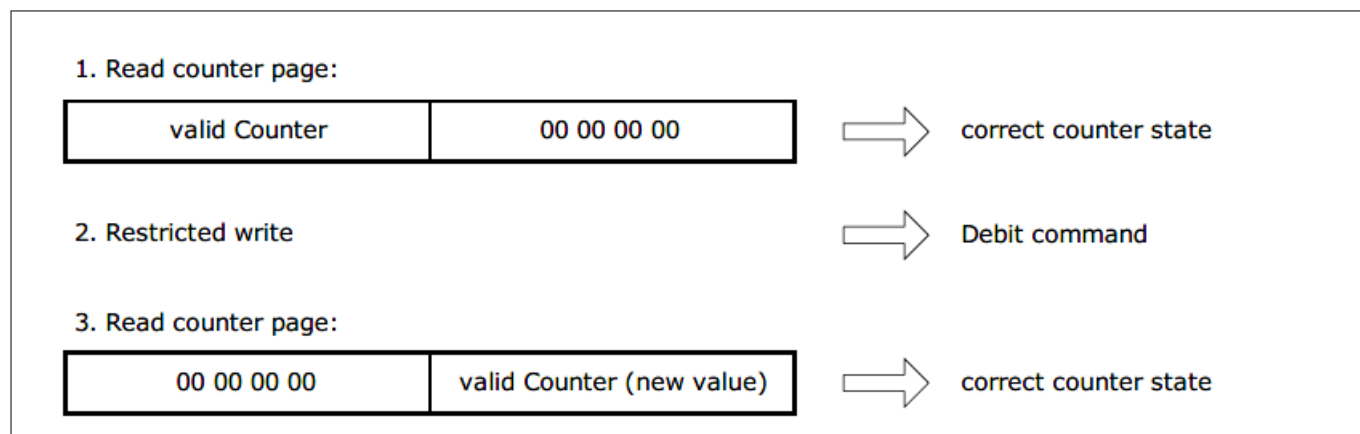 1. Read counter page:
valid Counter 00 00 00 00 correct counter state
2. Restricted write Debit command
3. Read counter page:
00 00 00 00 valid Counter (new value) correct counter state